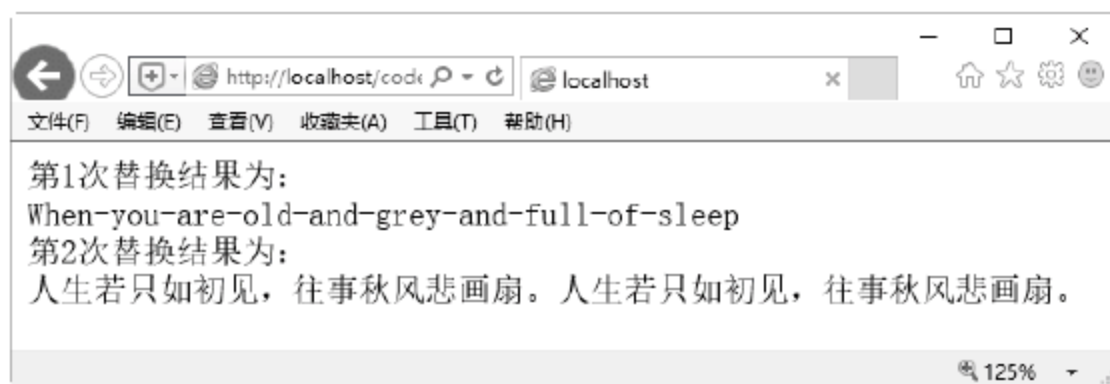 http://localhost/code
localhost
文件(F) 编辑(E) 查看(V) 收藏夹(A) 工具(T) 帮助(H)
第1次替换结果为:
When-you-are-old-and-grey-and-full-of-sleep
第2次替换结果为:
人生若只如初见，往事秋风悲画扇。人生若只如初见，往事秋风悲画扇。
125%